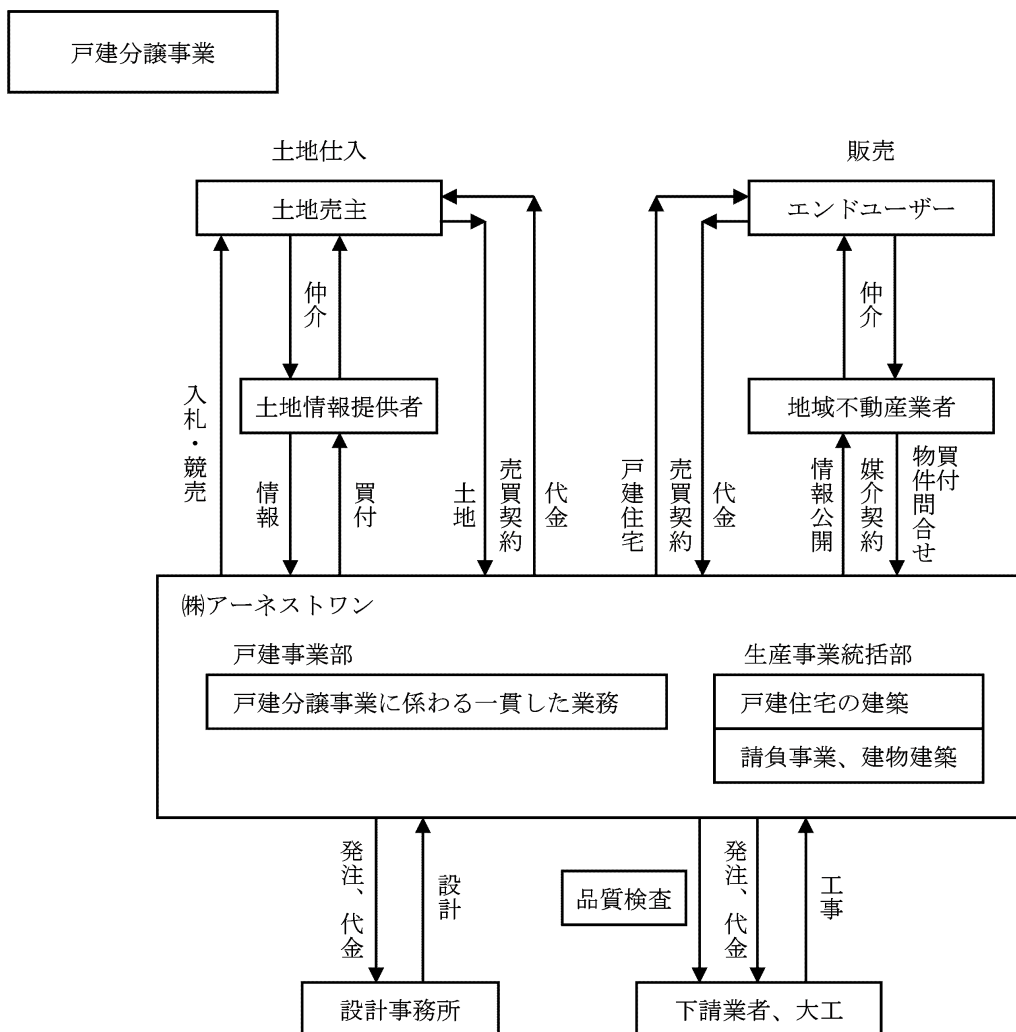 戸建分譲事業
土地仕入
販売
土地売主
エンドユーザー
仲介
仲介
土地情報提供者
地域不動産業者
入札・競売
情報
買付
土地
売買契約
代金
戸建住宅
売買契約
代金
情報公開
媒介契約
買付
物件問合せ
㈱アーネストワン
戸建事業部
生産事業統括部
戸建分譲事業に係わる一貫した業務
戸建住宅の建築
請負事業、建物建築
発注、代金
設計
品質検査
発注、代金
工事
設計事務所
下請業者、大工